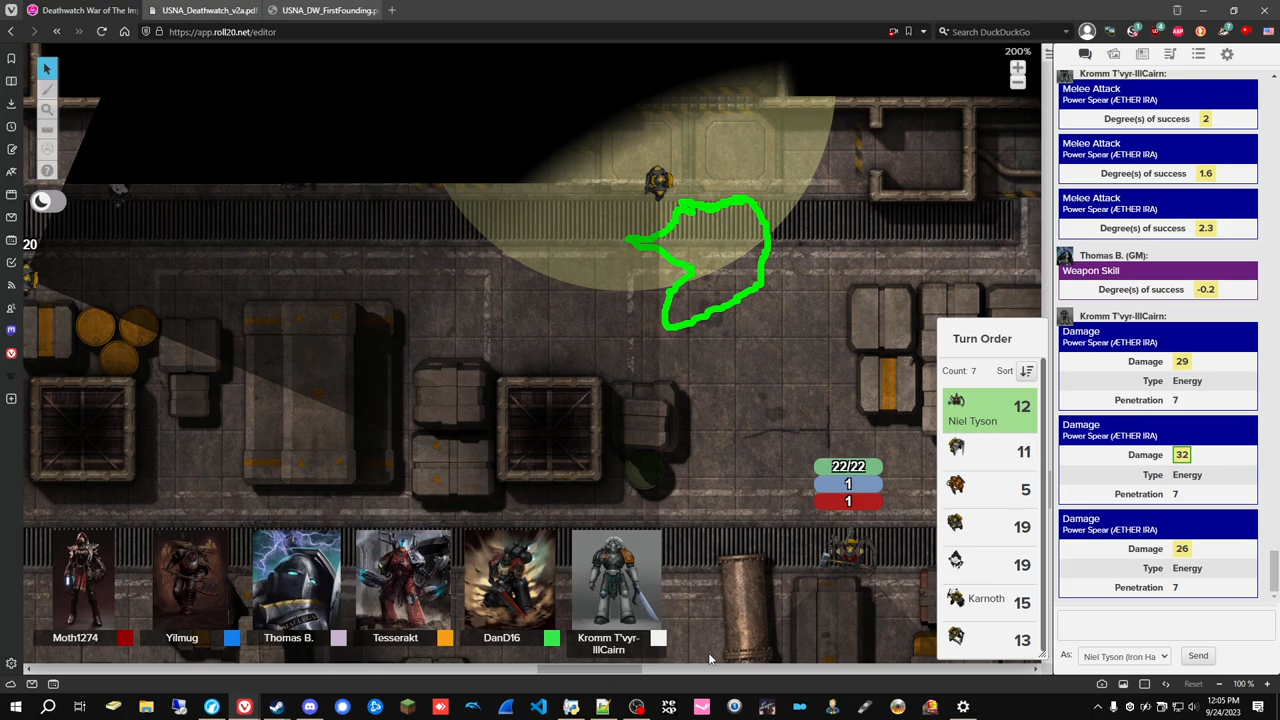 Deathwatch War of The Im
USNA_Deathwatch_v2a.pdf
USNA_DW_FirstFounding.p
https://app.roll20.net/editor
Search DuckDuckGo
200%
20
Kromm T'vyr-IllCairn:
Melee Attack
Power Spear (ÆTHER IRA)
Degree(s) of success 2
Melee Attack
Power Spear (ÆTHER IRA)
Degree(s) of success 1.6
Melee Attack
Power Spear (ÆTHER IRA)
Degree(s) of success 2.3
Thomas B. (GM):
Weapon Skill
Degree(s) of success -0.2
Kromm T'vyr-IllCairn:
Damage
Power Spear (ÆTHER IRA)
Damage 29
Type Energy
Penetration 7
Damage
Power Spear (ÆTHER IRA)
Damage 32
Type Energy
Penetration 7
Damage
Power Spear (ÆTHER IRA)
Damage 26
Type Energy
Penetration 7
As: Niel Tyson (Iron Ha
Send
Turn Order
Count: 7 Sort
12
Niel Tyson
11
5
19
19
Karnoth 15
13
22/22
1
1
Moth1274
Yilmug
Thomas B.
Tesserakt
DanD16
Kromm T'vyr-
IllCairn
Reset 100 %
12:05 PM
9/24/2023